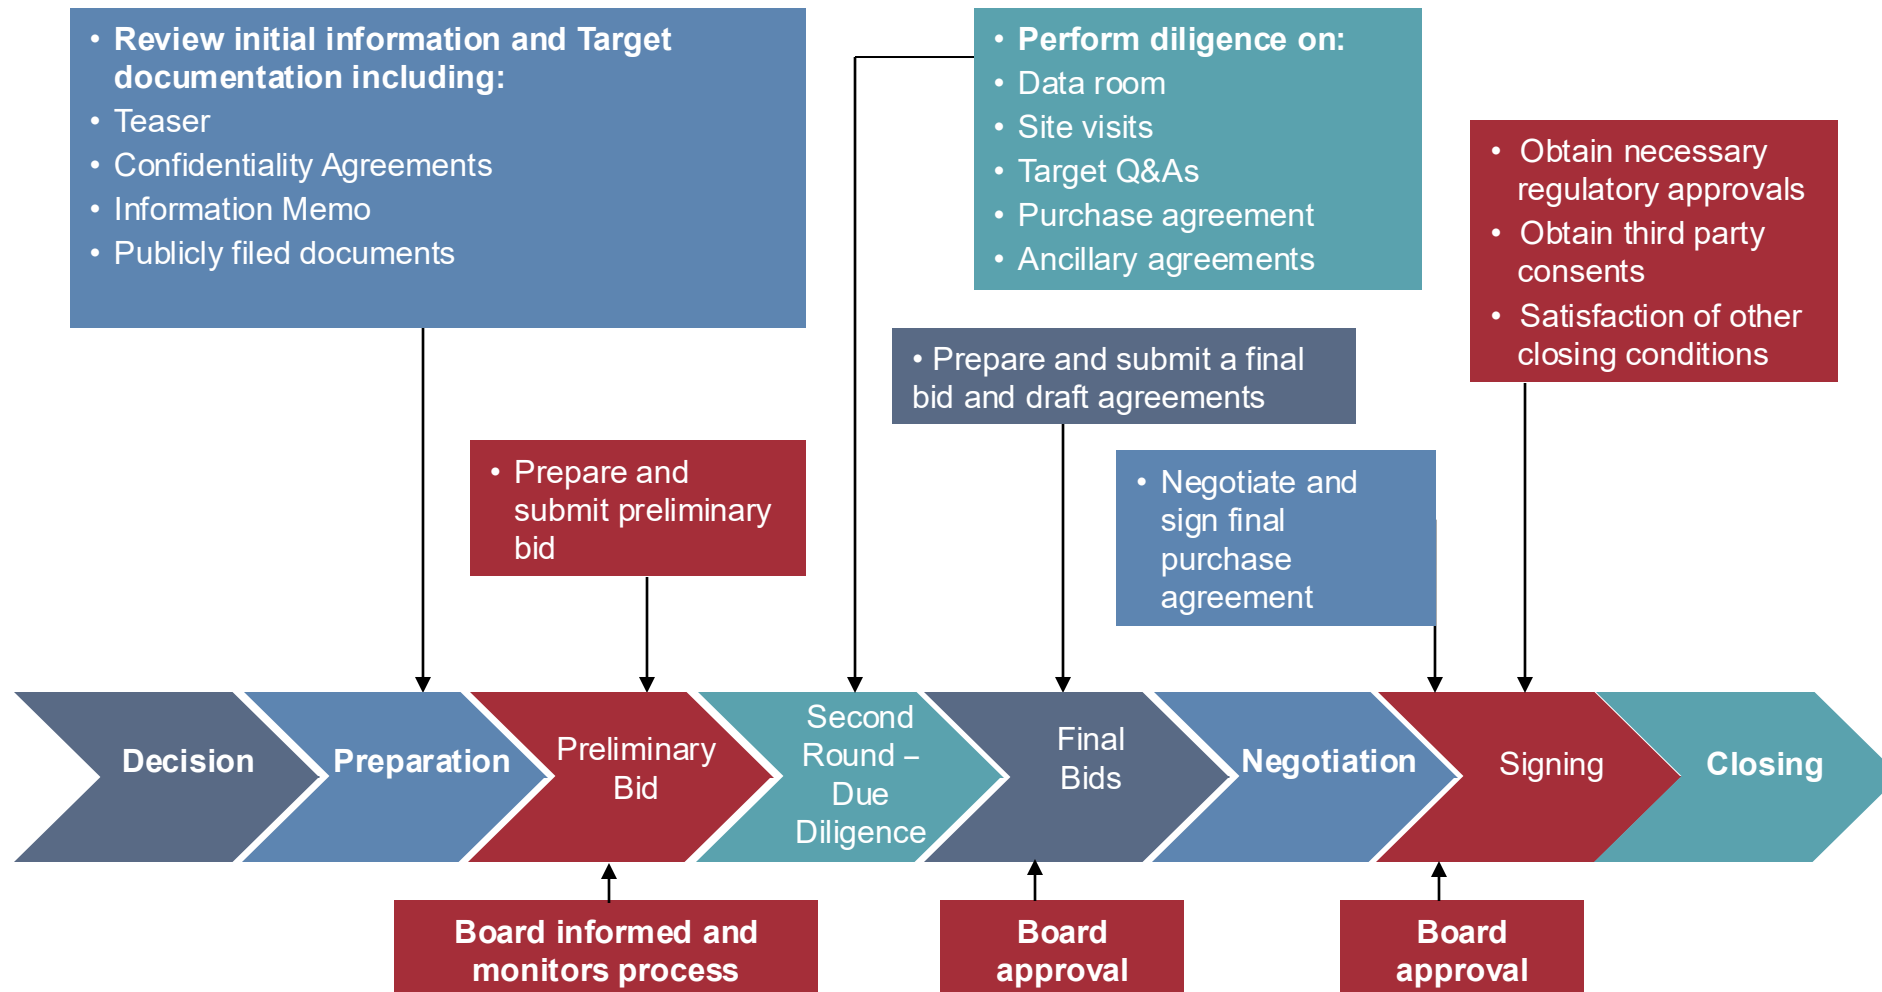 • Review initial information and Target
documentation including:
• Teaser
• Confidentiality Agreements
• Information Memo
• Publicly filed documents
• Perform diligence on:
• Data room
• Site visits
• Target Q&As
• Purchase agreement
• Ancillary agreements
• Obtain necessary
regulatory approvals
• Obtain third party
consents
• Satisfaction of other
closing conditions
• Prepare and submit a final
bid and draft agreements
• Prepare and
submit preliminary
bid
• Negotiate and
sign final
purchase
agreement
Decision
Preparation
Preliminary
Bid
Second
Round –
Due
Diligence
Final
Bids
Negotiation
Signing
Closing
Board informed and
monitors process
Board
approval
Board
approval